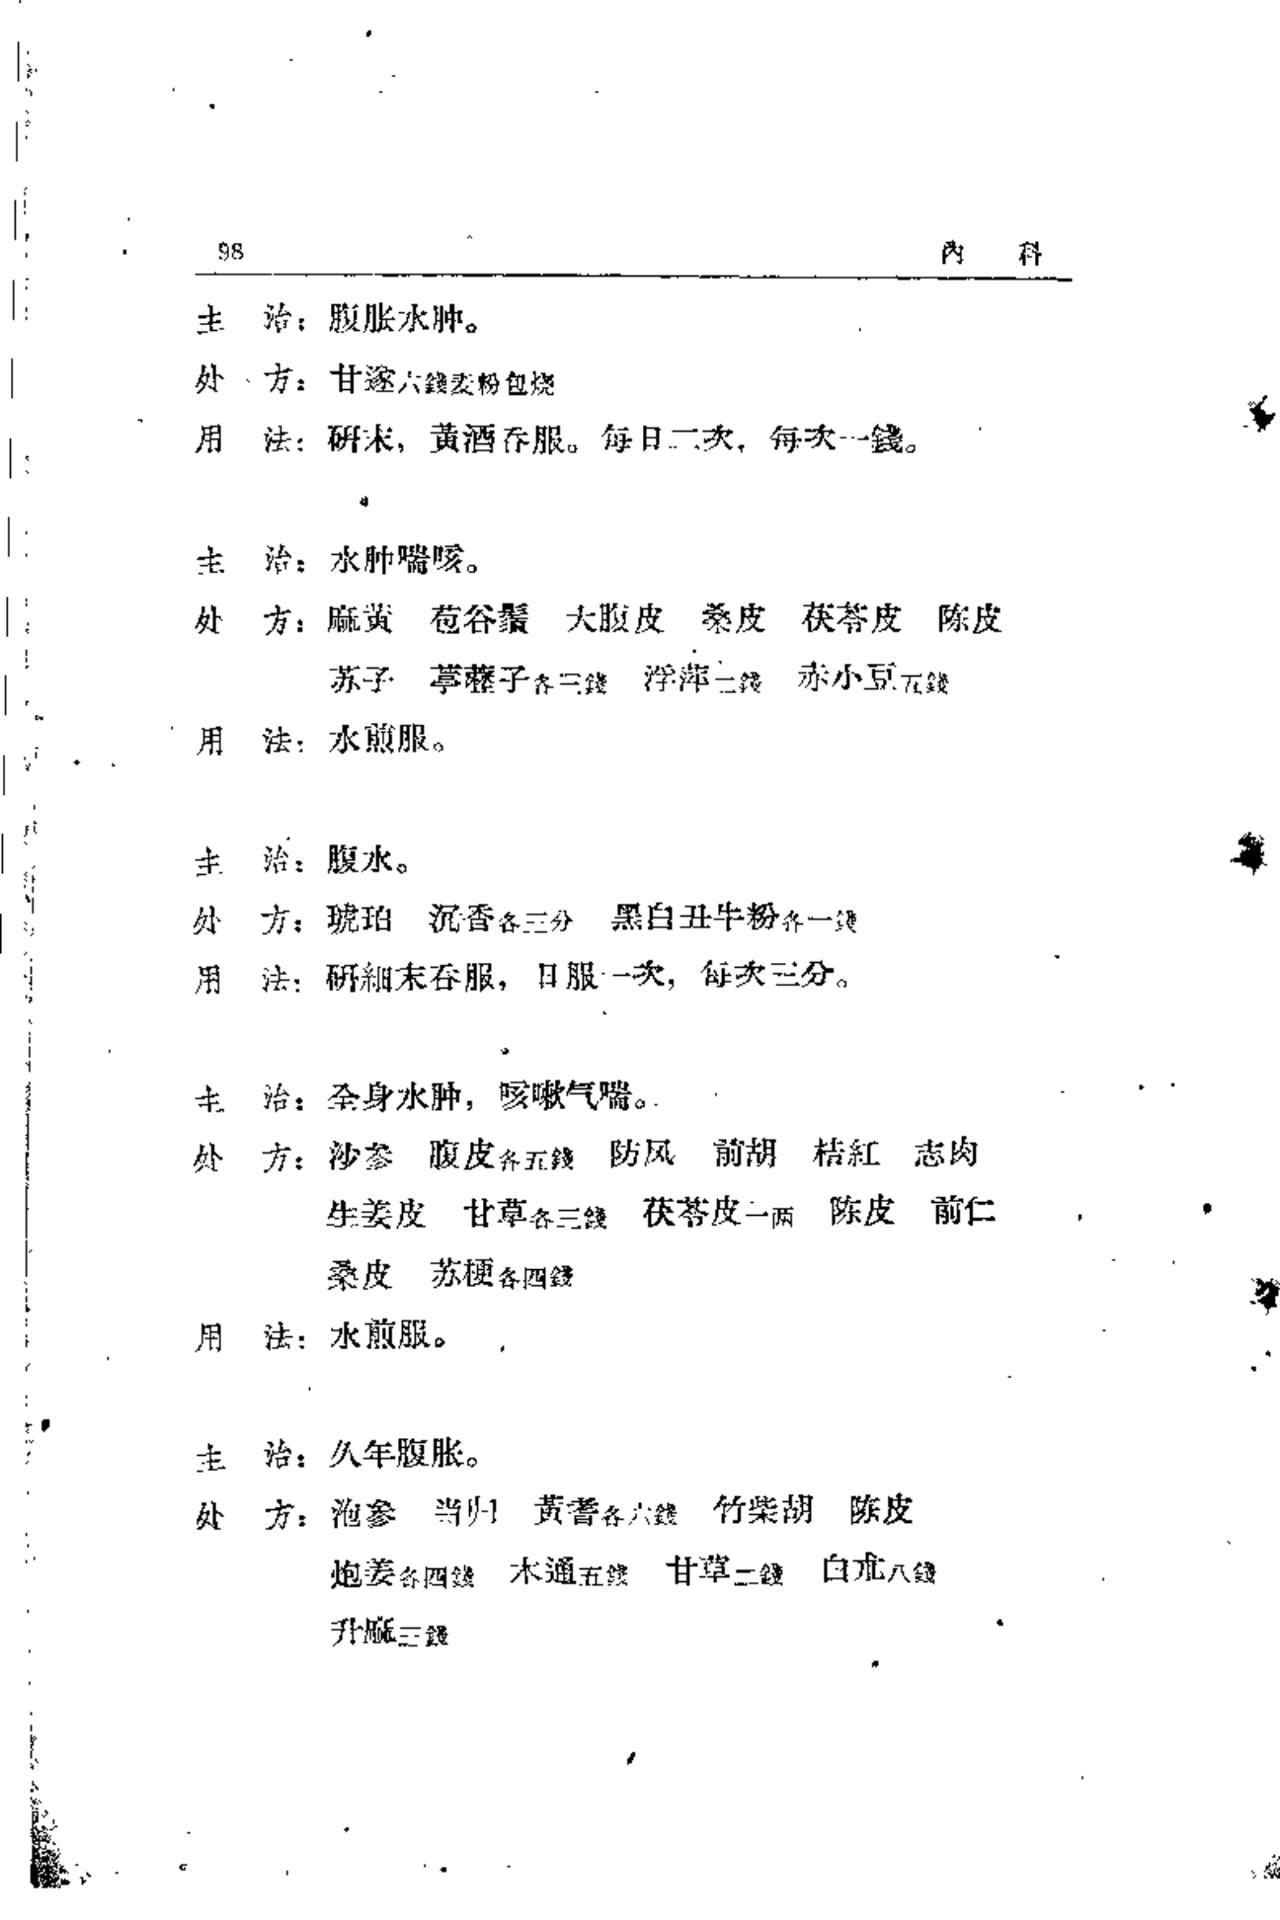 98 內 科
主 治：腹胀水肿。
处 方：甘遂六錢麦粉包烧
用 法：研末，黃酒吞服。每日二次，每次一錢。
主 治：水肿喘咳。
处 方：麻黄 苞谷鬚 大腹皮 桑皮 茯苓皮 陈皮
苏子 葶藶子各三錢 浮萍二錢 赤小豆五錢
用 法：水煎服。
主 治：腹水。
处 方：琥珀 沉香各三分 黑白丑牛粉各一錢
用 法：研細末吞服，日服一次，每次三分。
主 治：全身水肿，咳嗽气喘。
处 方：沙参 腹皮各五錢 防风 前胡 桔紅 志肉
生姜皮 甘草各三錢 茯苓皮一两 陈皮 前仁
桑皮 苏梗各四錢
用 法：水煎服。
主 治：久年腹胀。
处 方：泡参 当归 黃耆各六錢 竹柴胡 陈皮
炮姜各四錢 木通五錢 甘草二錢 白朮八錢
升麻三錢